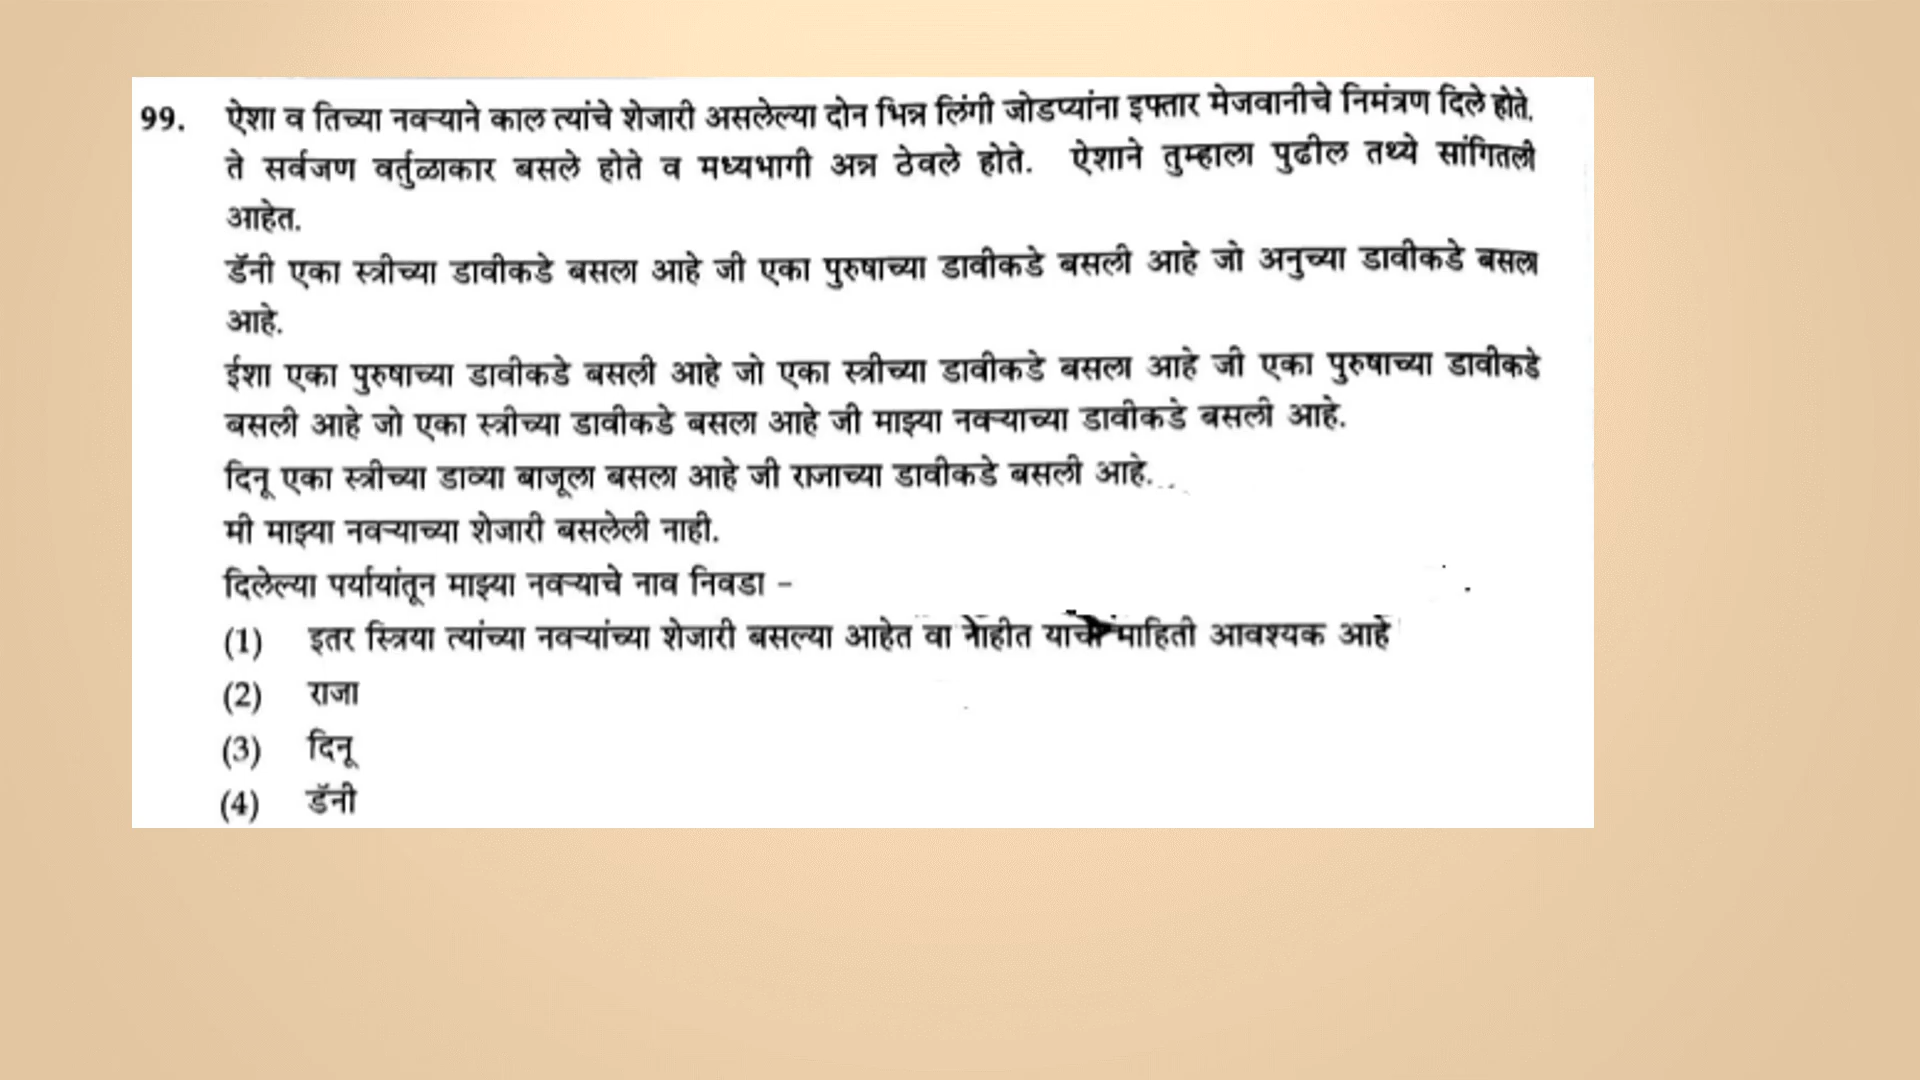 99. ऐशा व तिच्या नवऱ्याने काल त्यांचे शेजारी असलेल्या दोन भिन्न लिंगी जोडप्यांना इफ्तार मेजवानीचे निमंत्रण दिले होते.
ते सर्वजण वर्तुळाकार बसले होते व मध्यभागी अन्न ठेवले होते. ऐशाने तुम्हाला पुढील तथ्ये सांगितली
आहेत.
डॅनी एका स्त्रीच्या डावीकडे बसला आहे जी एका पुरुषाच्या डावीकडे बसली आहे जो अनुच्या डावीकडे बसला
आहे.
ईशा एका पुरुषाच्या डावीकडे बसली आहे जो एका स्त्रीच्या डावीकडे बसला आहे जी एका पुरुषाच्या डावीकडे
बसली आहे जो एका स्त्रीच्या डावीकडे बसला आहे जी माझ्या नवऱ्याच्या डावीकडे बसली आहे.
दिनू एका स्त्रीच्या डाव्या बाजूला बसला आहे जी राजाच्या डावीकडे बसली आहे.
मी माझ्या नवऱ्याच्या शेजारी बसलेली नाही.
दिलेल्या पर्यायांतून माझ्या नवऱ्याचे नाव निवडा –
(1) इतर स्त्रिया त्यांच्या नवऱ्यांच्या शेजारी बसल्या आहेत वा नाहीत याची माहिती आवश्यक आहे
(2) राजा
(3) दिनू
(4) डॅनी